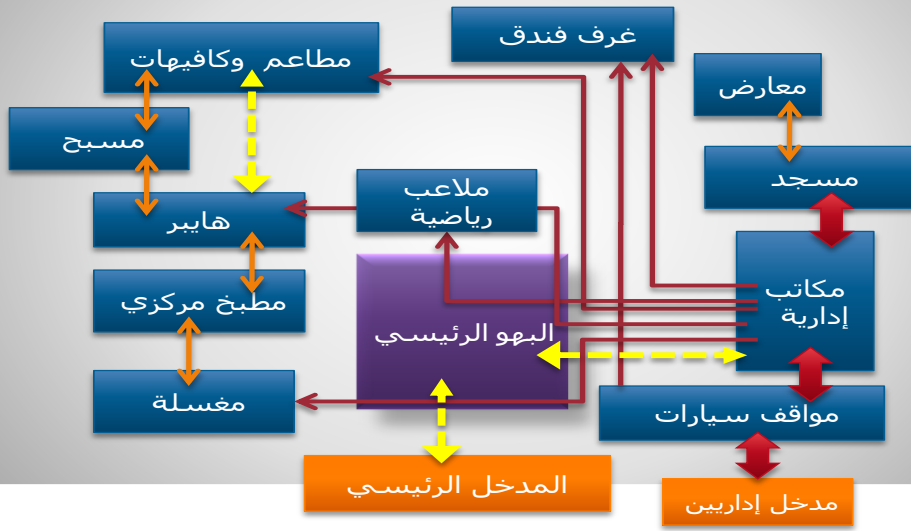 غرف فندق
مطاعم وكافيهات
معارض
مسبح
مسجد
ملاعب
رياضية
هايبر
مكاتب
إدارية
البهو الرئيسي
مطبخ مركزي
مغسلة
مواقف سيارات
المدخل الرئيسي
مدخل إداريين